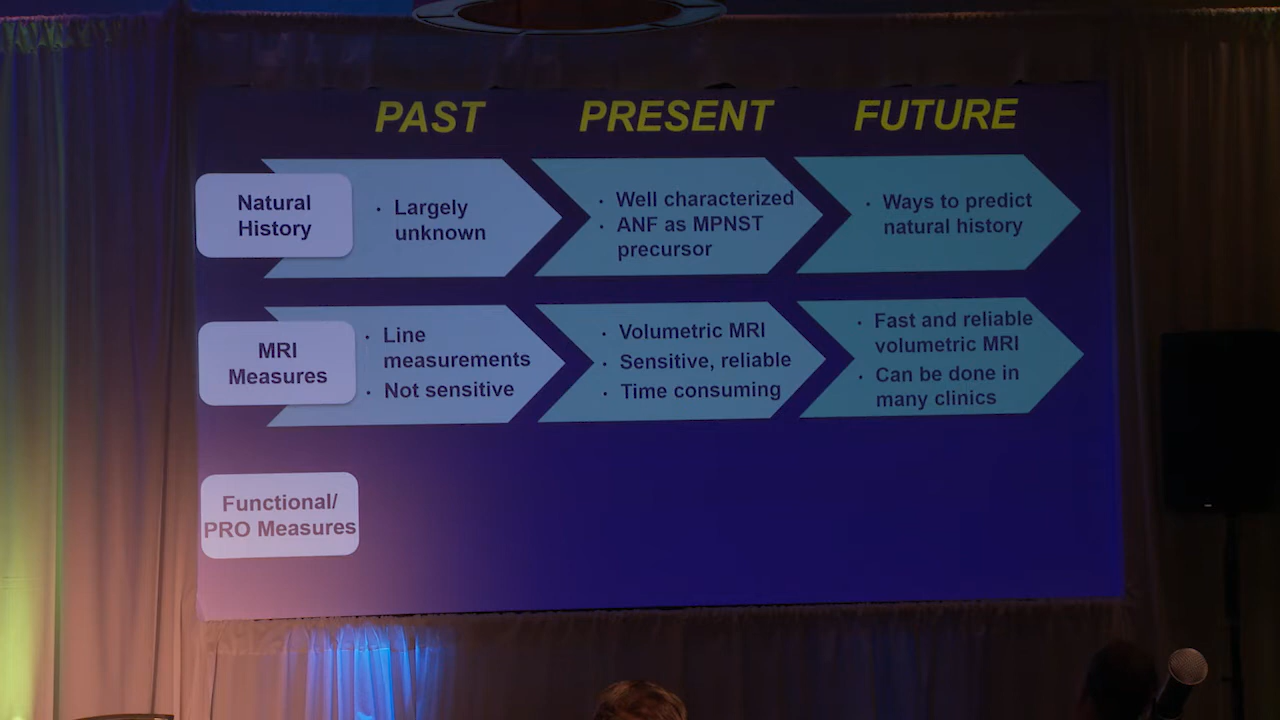 PAST PRESENT FUTURE
Natural
History
· Largely
unknown
· Well characterized
· ANF as MPNST
precursor
· Ways to predict
natural history
MRI
Measures
· Line
measurements
· Not sensitive
· Volumetric MRI
· Sensitive, reliable
· Time consuming
· Fast and reliable
volumetric MRI
· Can be done in
many clinics
Functional/
PRO Measures